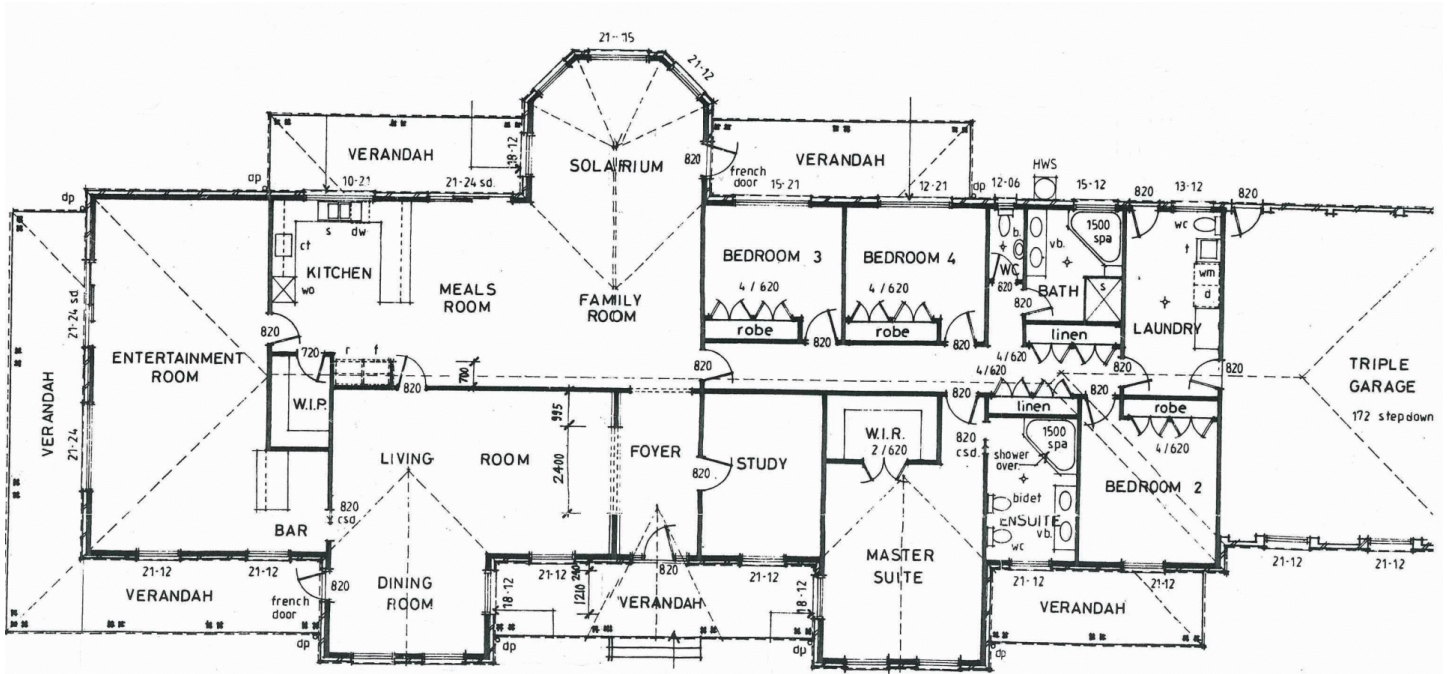 21-15
21-12
VERANDAH
18-12
SOLARIUM
820
french
door
VERANDAH
HWS
dp
10-21
21-24 sd.
15-21
12-21
dp
12-06
15-12
820
13-12
820
dp
s dw
ct
KITCHEN
wo
MEALS
ROOM
FAMILY
ROOM
BEDROOM 3
4/620
robe
820
BEDROOM 4
4/620
robe
820
b.
WC
820
vb.
1500
spa
BATH
s
linen
4/620
wc
t
wm
d
LAUNDRY
21-24 sd
ENTERTAINMENT
ROOM
820
720
r f
820
700
820
4/620
linen
820
robe
4/620
TRIPLE
GARAGE
172 step down
VERANDAH
21-24
W.I.P.
LIVING ROOM
995
2400
FOYER
820
STUDY
W.I.R.
2/620
820
csd.
1500
spa
shower
over
bidet
ENSUITE
vb.
wc
BEDROOM 2
BAR
820
csd.
MASTER
SUITE
21-12
21-12
820
french
door
VERANDAH
dp
DINING
ROOM
18-12
21-12
240
1210
820
VERANDAH
21-12
18-12
dp
dp
21-12
21-12
VERANDAH
dp
21-12
21-12